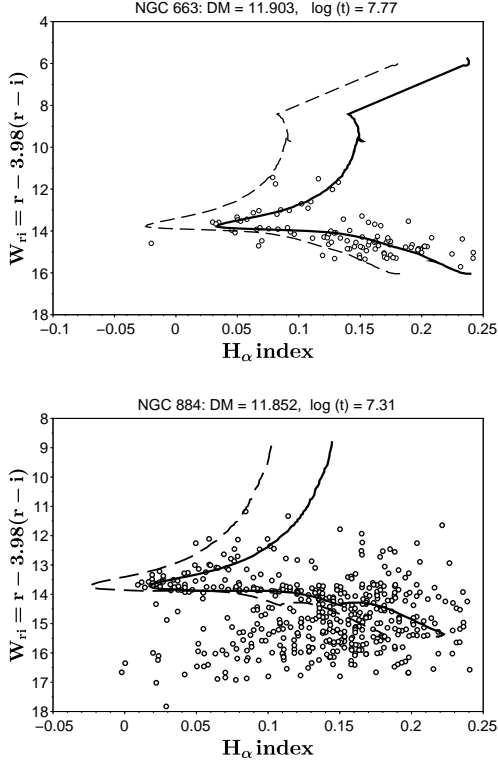 NGC 663: DM = 11.903, log (t) = 7.77
4
6
8
10
12
14
16
18
W_ri = r − 3.98(r − i)
−0.1 −0.05 0 0.05 0.1 0.15 0.2 0.25
H_α index
NGC 884: DM = 11.852, log (t) = 7.31
8
9
10
11
12
13
14
15
16
17
18
W_ri = r − 3.98(r − i)
−0.05 0 0.05 0.1 0.15 0.2 0.25
H_α index